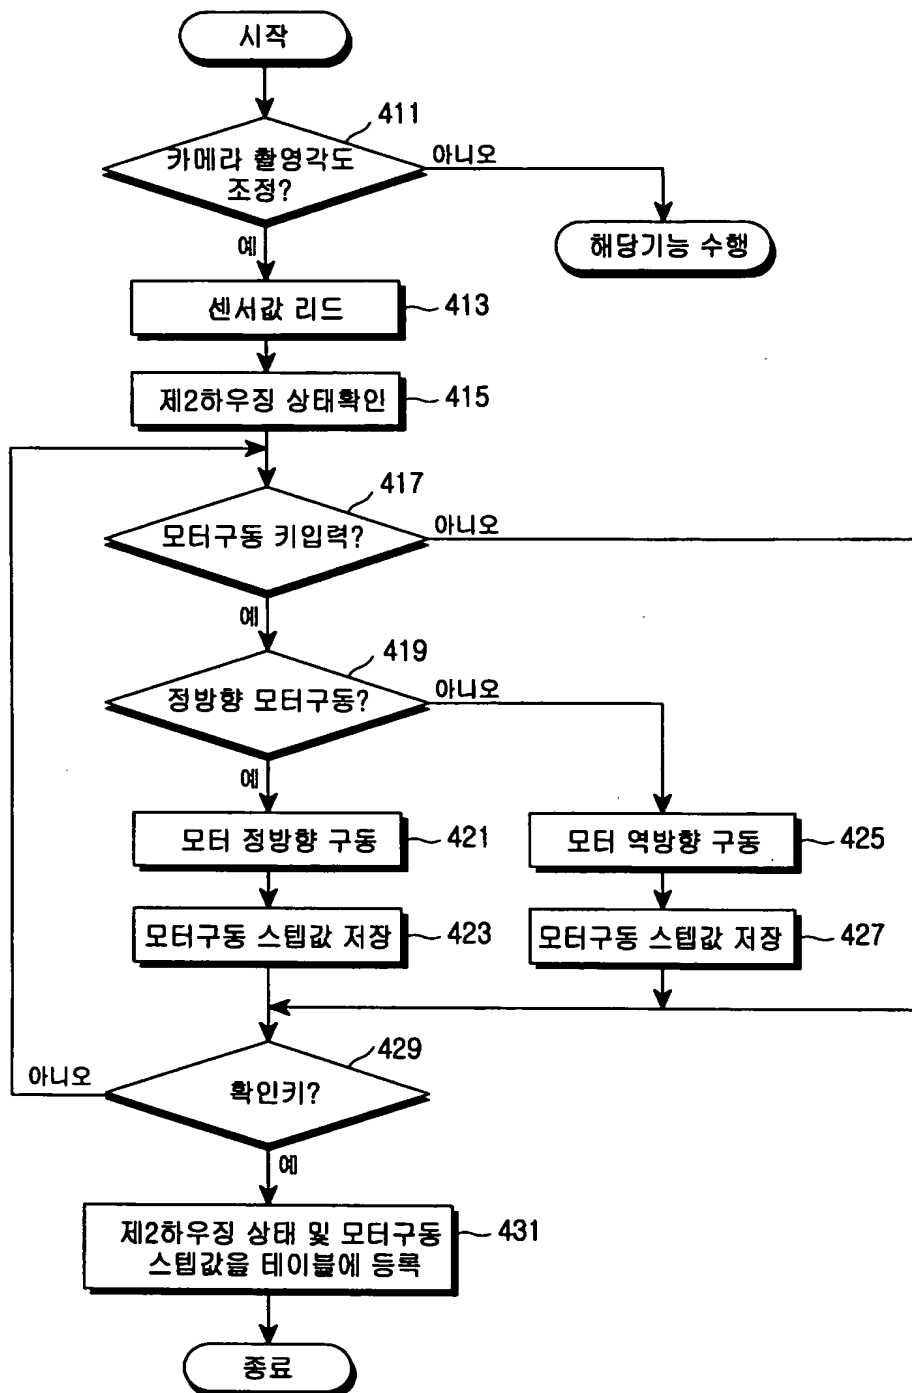 시작
411
카메라 촬영각도
조정?
아니오
예
해당기능 수행
센서값 리드
413
제2하우징 상태확인
415
417
모터구동 키입력?
아니오
예
419
정방향 모터구동?
아니오
예
모터 정방향 구동
421
모터 역방향 구동
425
모터구동 스텝값 저장
423
모터구동 스텝값 저장
427
429
확인키?
아니오
예
제2하우징 상태 및 모터구동
스텝값을 테이블에 등록
431
종료